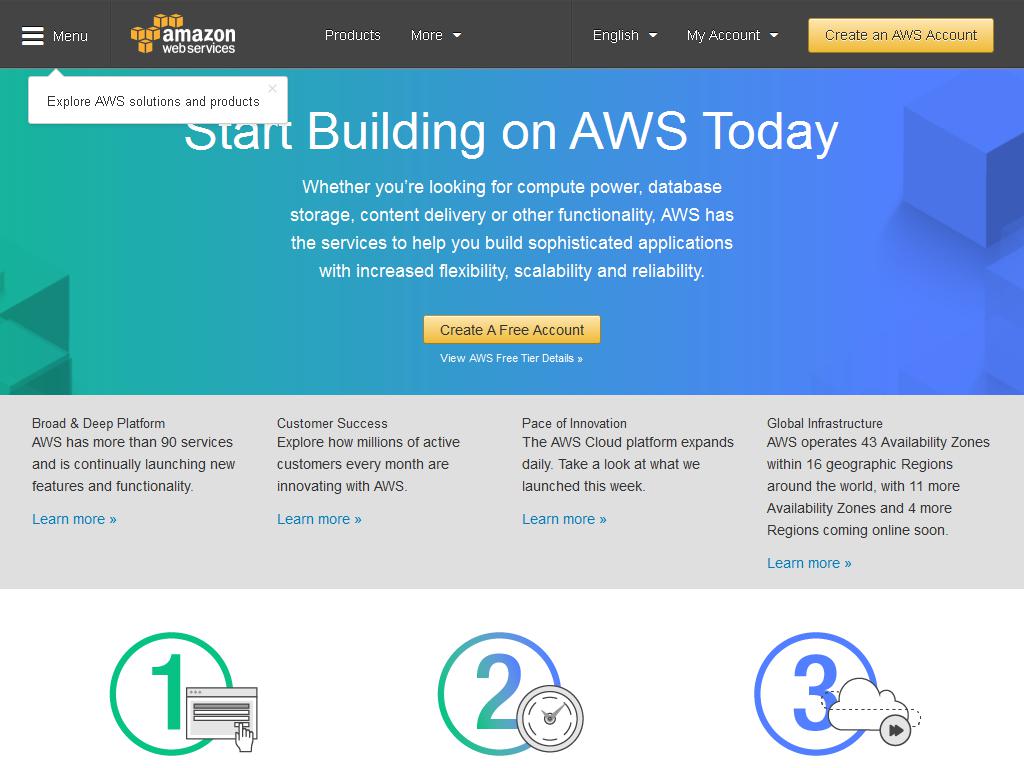 Menu
amazon
webservices
Products
More
English
My Account
Create an AWS Account
Explore AWS solutions and products
Start Building on AWS Today
Whether you’re looking for compute power, database
storage, content delivery or other functionality, AWS has
the services to help you build sophisticated applications
with increased flexibility, scalability and reliability.
Create A Free Account
View AWS Free Tier Details »
Broad & Deep Platform
AWS has more than 90 services
and is continually launching new
features and functionality.
Learn more »
Customer Success
Explore how millions of active
customers every month are
innovating with AWS.
Learn more »
Pace of Innovation
The AWS Cloud platform expands
daily. Take a look at what we
launched this week.
Learn more »
Global Infrastructure
AWS operates 43 Availability Zones
within 16 geographic Regions
around the world, with 11 more
Availability Zones and 4 more
Regions coming online soon.
Learn more »
1
2
3